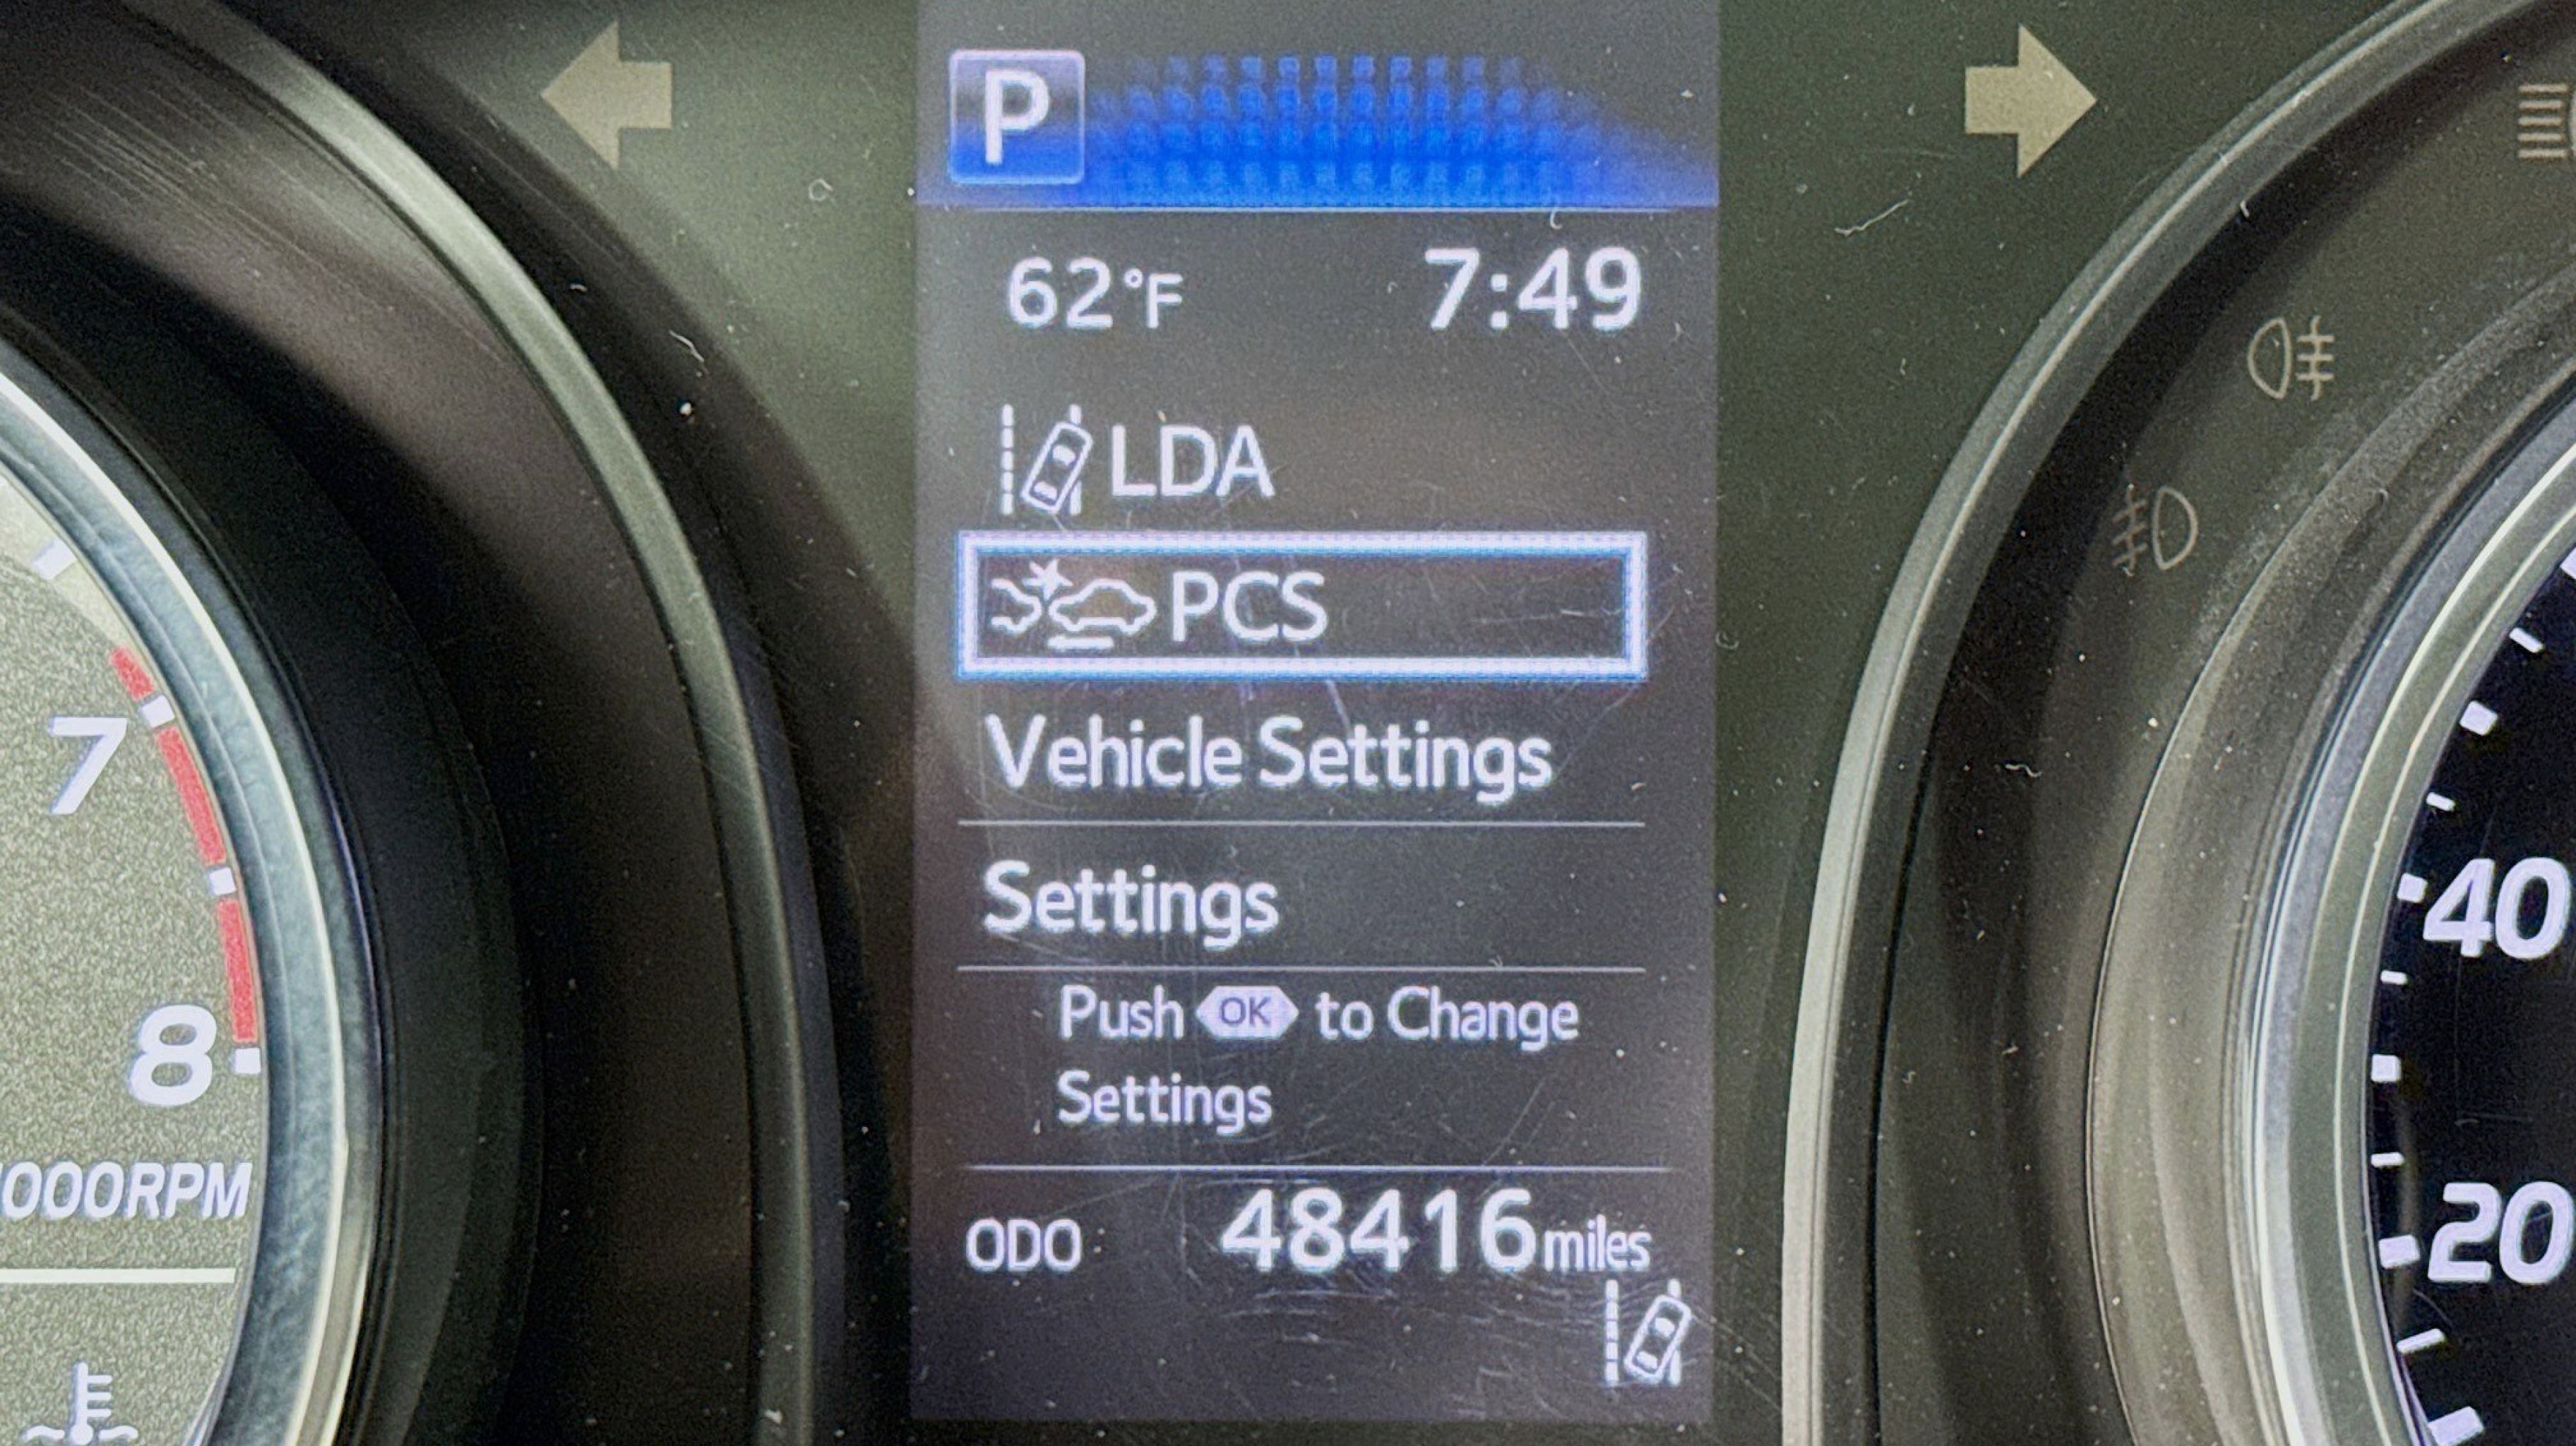 P
62°F 7:49
LDA
PCS
Vehicle Settings
Settings
Push OK to Change
Settings
ODO 48416 miles
7
8
000RPM
40
20